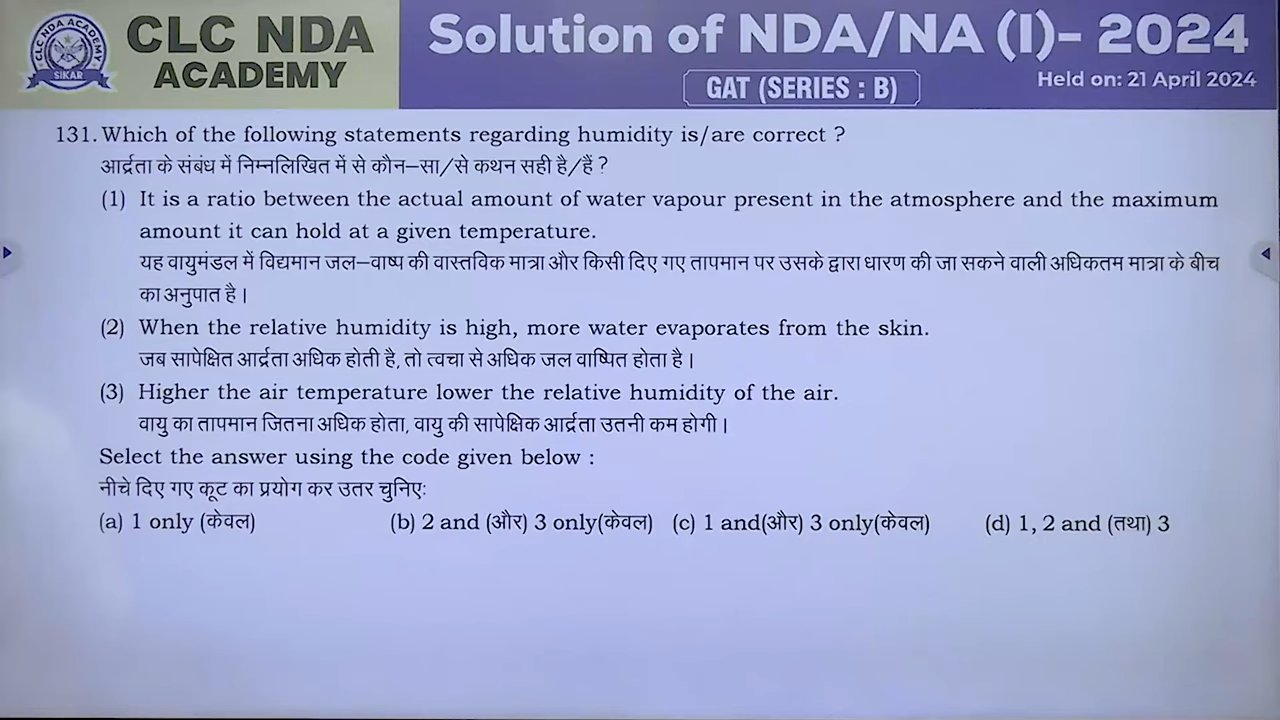 CLC NDA ACADEMY
SIKAR
CLC NDA
ACADEMY
Solution of NDA/NA (I)- 2024
GAT (SERIES : B)
Held on: 21 April 2024
131. Which of the following statements regarding humidity is/are correct ?
आर्द्रता के संबंध में निम्नलिखित में से कौन–सा/से कथन सही है/हैं ?
(1) It is a ratio between the actual amount of water vapour present in the atmosphere and the maximum
amount it can hold at a given temperature.
यह वायुमंडल में विद्यमान जल–वाष्प की वास्तविक मात्रा और किसी दिए गए तापमान पर उसके द्वारा धारण की जा सकने वाली अधिकतम मात्रा के बीच
का अनुपात है।
(2) When the relative humidity is high, more water evaporates from the skin.
जब सापेक्षित आर्द्रता अधिक होती है, तो त्वचा से अधिक जल वाष्पित होता है।
(3) Higher the air temperature lower the relative humidity of the air.
वायु का तापमान जितना अधिक होता, वायु की सापेक्षिक आर्द्रता उतनी कम होगी।
Select the answer using the code given below :
नीचे दिए गए कूट का प्रयोग कर उतर चुनिए:
(a) 1 only (केवल) (b) 2 and (और) 3 only(केवल) (c) 1 and(और) 3 only(केवल) (d) 1, 2 and (तथा) 3